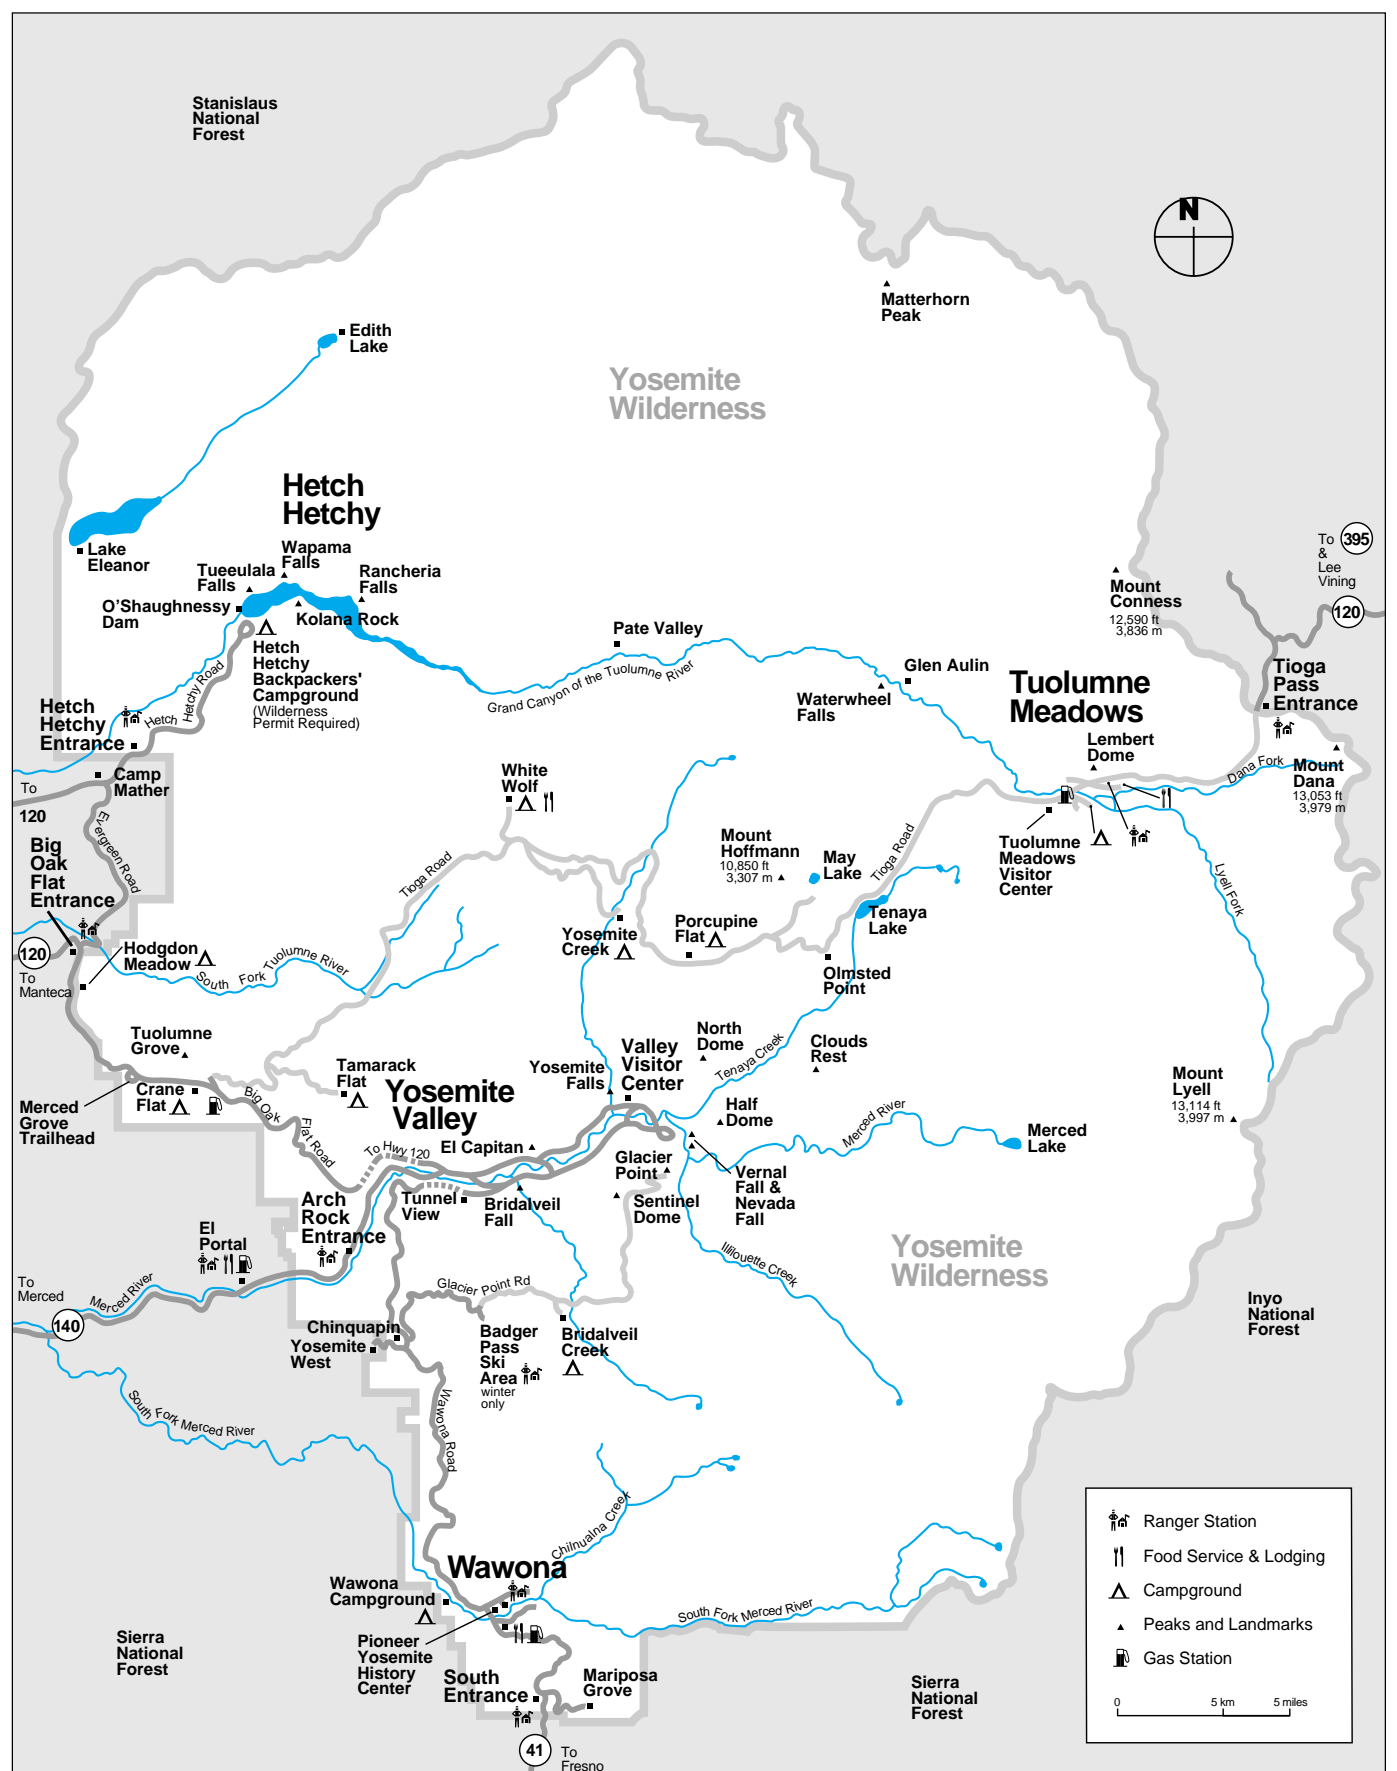 Stanislaus
National
Forest
N
Matterhorn
Peak
Edith
Lake
Yosemite
Wilderness
Hetch
Hetchy
Lake
Eleanor
Wapama
Falls
Tueeulala
Falls
Rancheria
Falls
O'Shaughnessy
Dam
Kolana Rock
Hetch
Hetchy
Backpackers'
Campground
(Wilderness
Permit Required)
Hetch Hetchy Road
Hetch
Hetchy
Entrance
Camp
Mather
To
120
Evergreen Road
Pate Valley
Grand Canyon of the Tuolumne River
Glen Aulin
Waterwheel
Falls
Tuolumne
Meadows
Mount
Conness
12,590 ft
3,836 m
To
&
Lee
Vining
395
120
Tioga
Pass
Entrance
Lembert
Dome
Dana Fork
Mount
Dana
13,053 ft
3,979 m
Lyell Fork
Tuolumne
Meadows
Visitor
Center
White
Wolf
Tioga Road
Mount
Hoffmann
10,850 ft
3,307 m
May
Lake
Tioga Road
Tenaya
Lake
Porcupine
Flat
Yosemite
Creek
Olmsted
Point
Big
Oak
Flat
Entrance
120
To
Manteca
Hodgdon
Meadow
South Fork Tuolumne River
Tuolumne
Grove
Crane
Flat
Merced
Grove
Trailhead
Big Oak Flat Road
Tamarack
Flat
Yosemite
Valley
Yosemite
Falls
Valley
Visitor
Center
North
Dome
Tenaya Creek
Clouds
Rest
Half
Dome
Merced River
Merced
Lake
Mount
Lyell
13,114 ft
3,997 m
To Hwy 120
El Capitan
Glacier
Point
Vernal
Fall &
Nevada
Fall
Sentinel
Dome
Arch
Rock
Entrance
Tunnel
View
Bridalveil
Fall
El
Portal
To
Merced
Merced River
140
Illilouette Creek
Yosemite
Wilderness
Inyo
National
Forest
Glacier Point Rd
Chinquapin
Yosemite
West
Badger
Pass
Ski
Area
winter
only
Bridalveil
Creek
South Fork Merced River
Wawona Road
Chilnualna Creek
Wawona
Wawona
Campground
South Fork Merced River
Pioneer
Yosemite
History
Center
South
Entrance
Mariposa
Grove
Sierra
National
Forest
Sierra
National
Forest
41
To
Fresno
Ranger Station
Food Service & Lodging
Campground
Peaks and Landmarks
Gas Station
0
5 km
5 miles